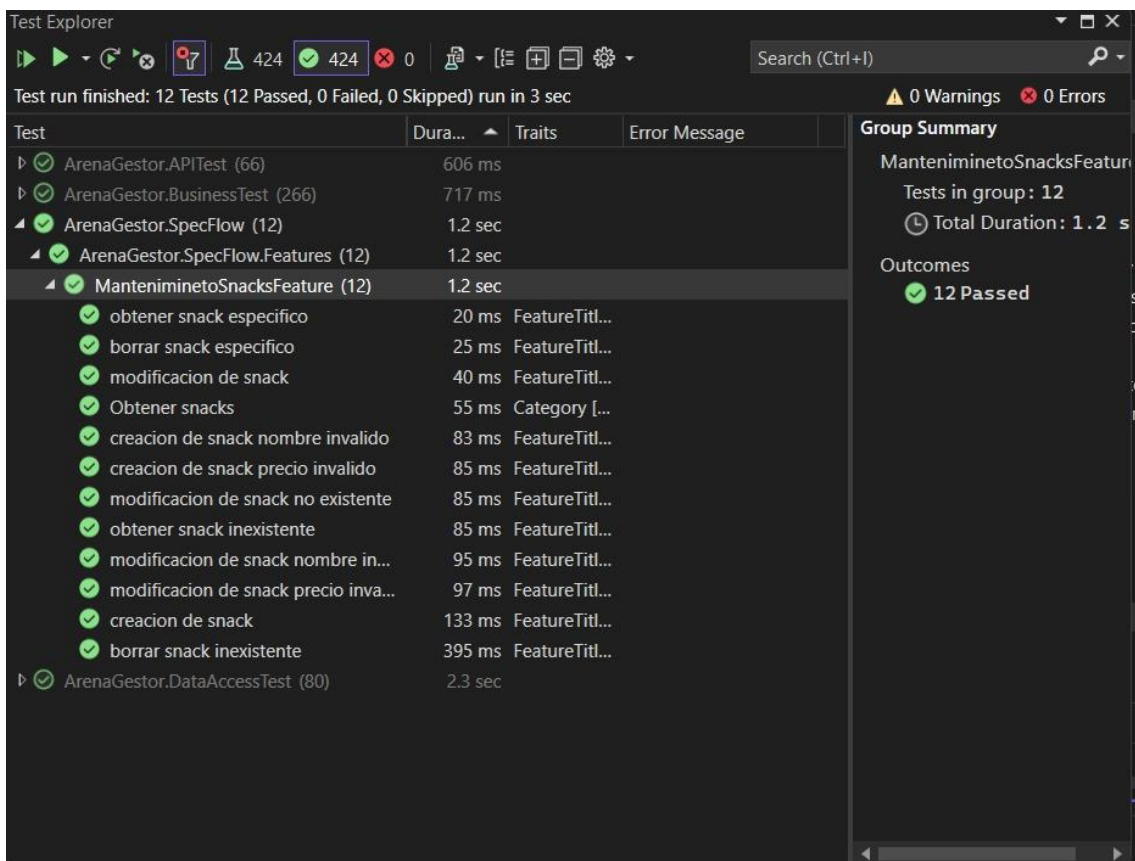 Test Explorer
424 424 0 Search (Ctrl+I)
Test run finished: 12 Tests (12 Passed, 0 Failed, 0 Skipped) run in 3 sec 0 Warnings 0 Errors
Test Dura... Traits Error Message Group Summary
ArenaGestor.APITest (66) 606 ms
ArenaGestor.BusinessTest (266) 717 ms
ArenaGestor.SpecFlow (12) 1.2 sec
ArenaGestor.SpecFlow.Features (12) 1.2 sec
ManteniminetoSnacksFeature (12) 1.2 sec
obtener snack especifico 20 ms FeatureTitl...
borrar snack especifico 25 ms FeatureTitl...
modificacion de snack 40 ms FeatureTitl...
Obtener snacks 55 ms Category [...
creacion de snack nombre invalido 83 ms FeatureTitl...
creacion de snack precio invalido 85 ms FeatureTitl...
modificacion de snack no existente 85 ms FeatureTitl...
obtener snack inexistente 85 ms FeatureTitl...
modificacion de snack nombre in... 95 ms FeatureTitl...
modificacion de snack precio inva... 97 ms FeatureTitl...
creacion de snack 133 ms FeatureTitl...
borrar snack inexistente 395 ms FeatureTitl...
ArenaGestor.DataAccessTest (80) 2.3 sec
ManteniminetoSnacksFeatur
Tests in group: 12
Total Duration: 1.2 s
Outcomes
12 Passed